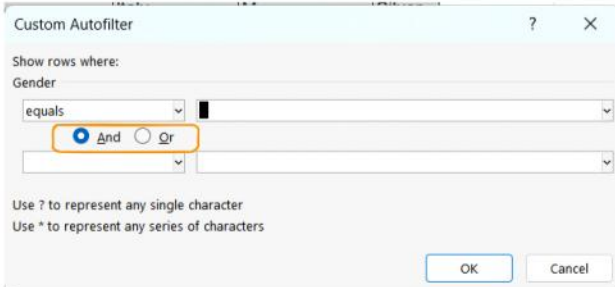 Custom Autofilter ? ×
Show rows where:
Gender
equals
And Or
Use ? to represent any single character
Use * to represent any series of characters
OK Cancel